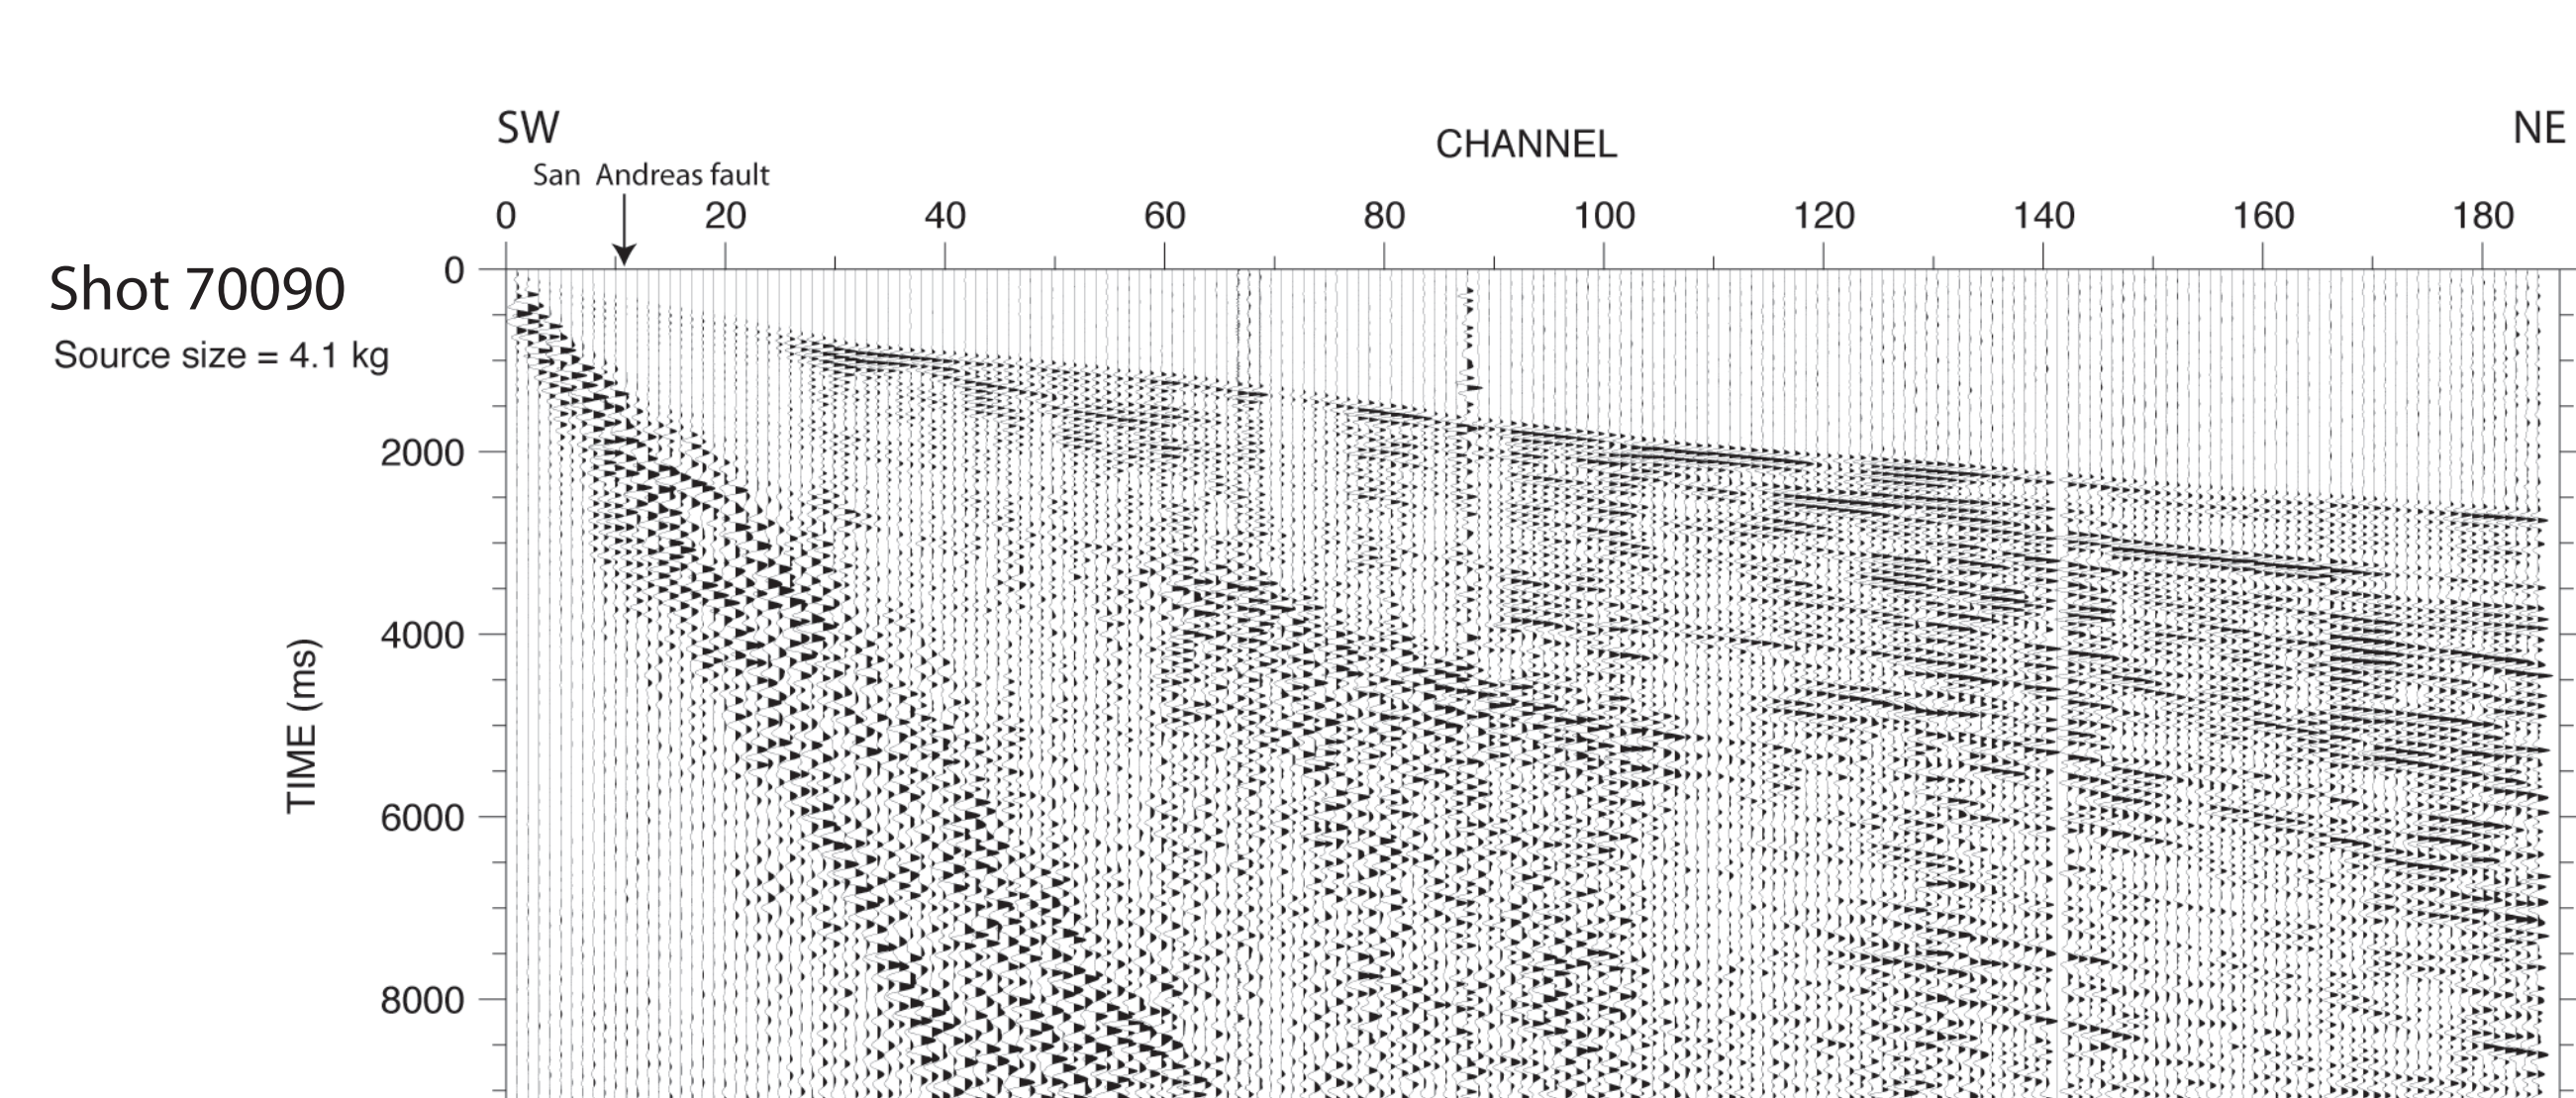 SW
CHANNEL
NE
San Andreas fault
0 20 40 60 80 100 120 140 160 180
Shot 70090
Source size = 4.1 kg
0
2000
4000
6000
8000
TIME (ms)